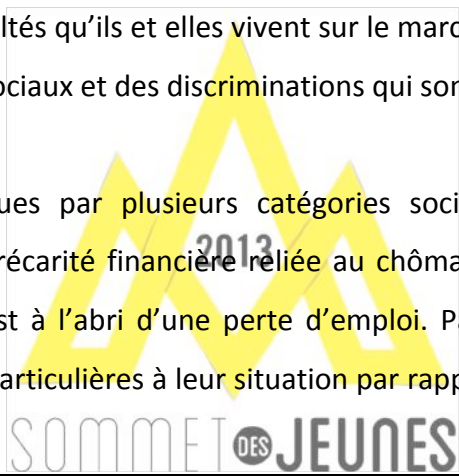 ltés qu'ils et elles vivent sur le marc
ociaux et des discriminations qui son
ues par plusieurs catégories soci
2013
récarité financière reliée au chôma
st à l'abri d'une perte d'emploi. Pa
articulières à leur situation par rapp
SOMMET DES JEUNES